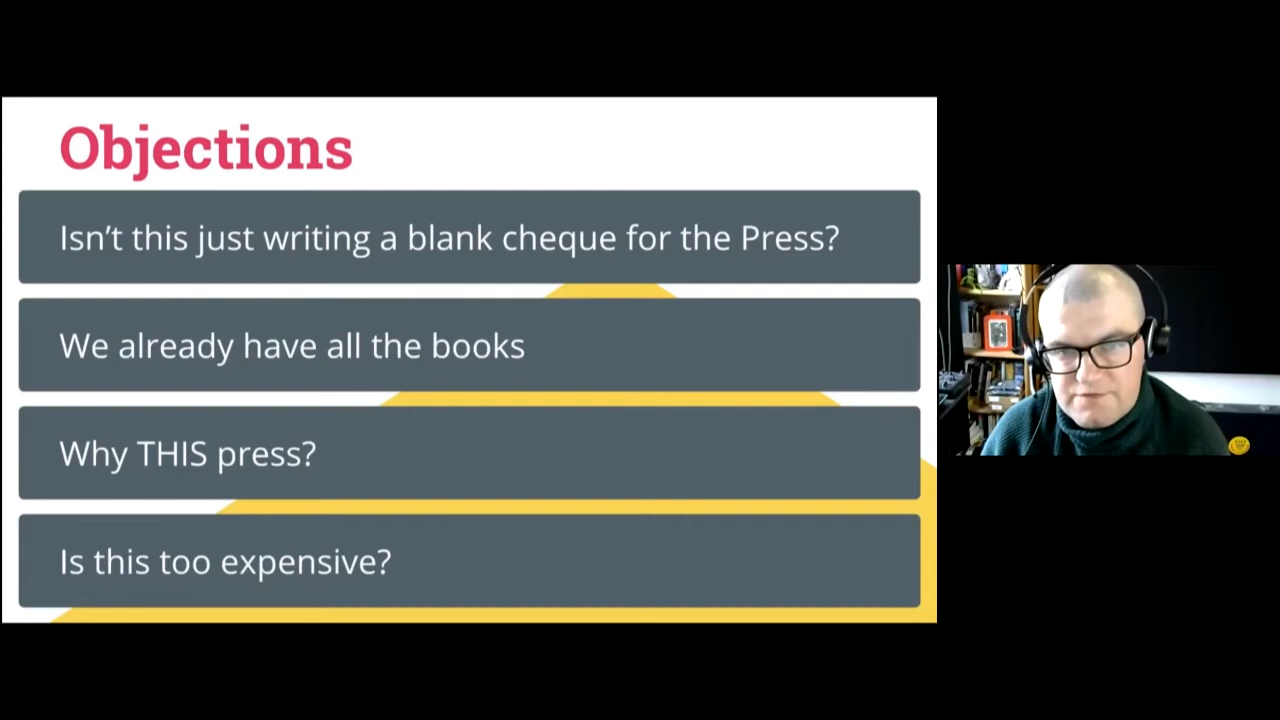 Objections
Isn’t this just writing a blank cheque for the Press?
We already have all the books
Why THIS press?
Is this too expensive?